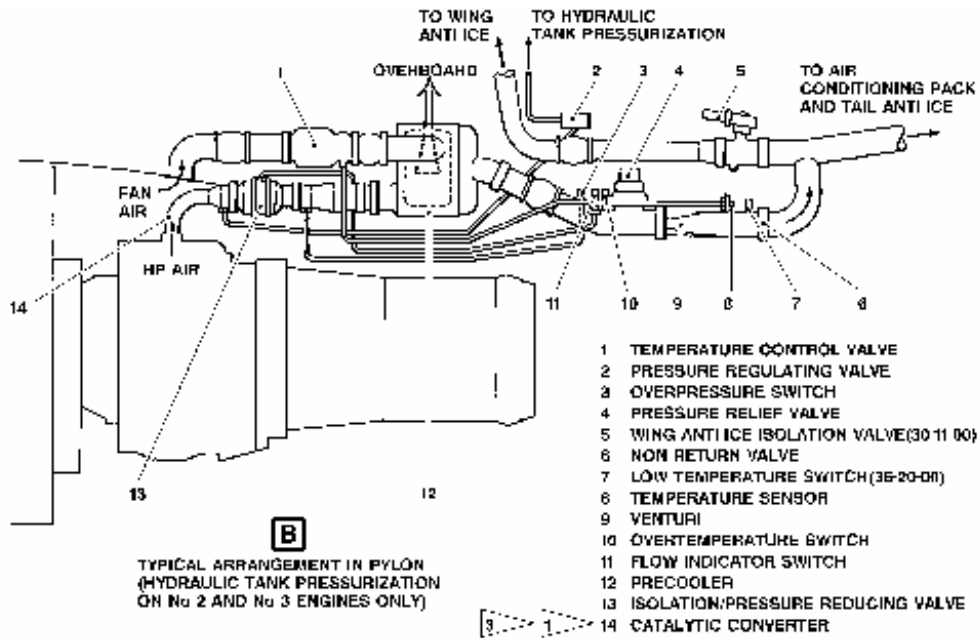 TO WING
ANTI ICE
TO HYDRAULIC
TANK PRESSURIZATION
1
OVERBOARD
2
3
4
5
TO AIR
CONDITIONING PACK
AND TAIL ANTI ICE
FAN
AIR
HP AIR
14
11
10
9
8
7
6
13
12
B
TYPICAL ARRANGEMENT IN PYLON
(HYDRAULIC TANK PRESSURIZATION
ON No 2 AND No 3 ENGINES ONLY)
1 TEMPERATURE CONTROL VALVE
2 PRESSURE REGULATING VALVE
3 OVERPRESSURE SWITCH
4 PRESSURE RELIEF VALVE
5 WING ANTI ICE ISOLATION VALVE(30 11 00)
6 NON RETURN VALVE
7 LOW TEMPERATURE SWITCH(36-20-00)
8 TEMPERATURE SENSOR
9 VENTURI
10 OVERTEMPERATURE SWITCH
11 FLOW INDICATOR SWITCH
12 PRECOOLER
13 ISOLATION/PRESSURE REDUCING VALVE
3 1 14 CATALYTIC CONVERTER